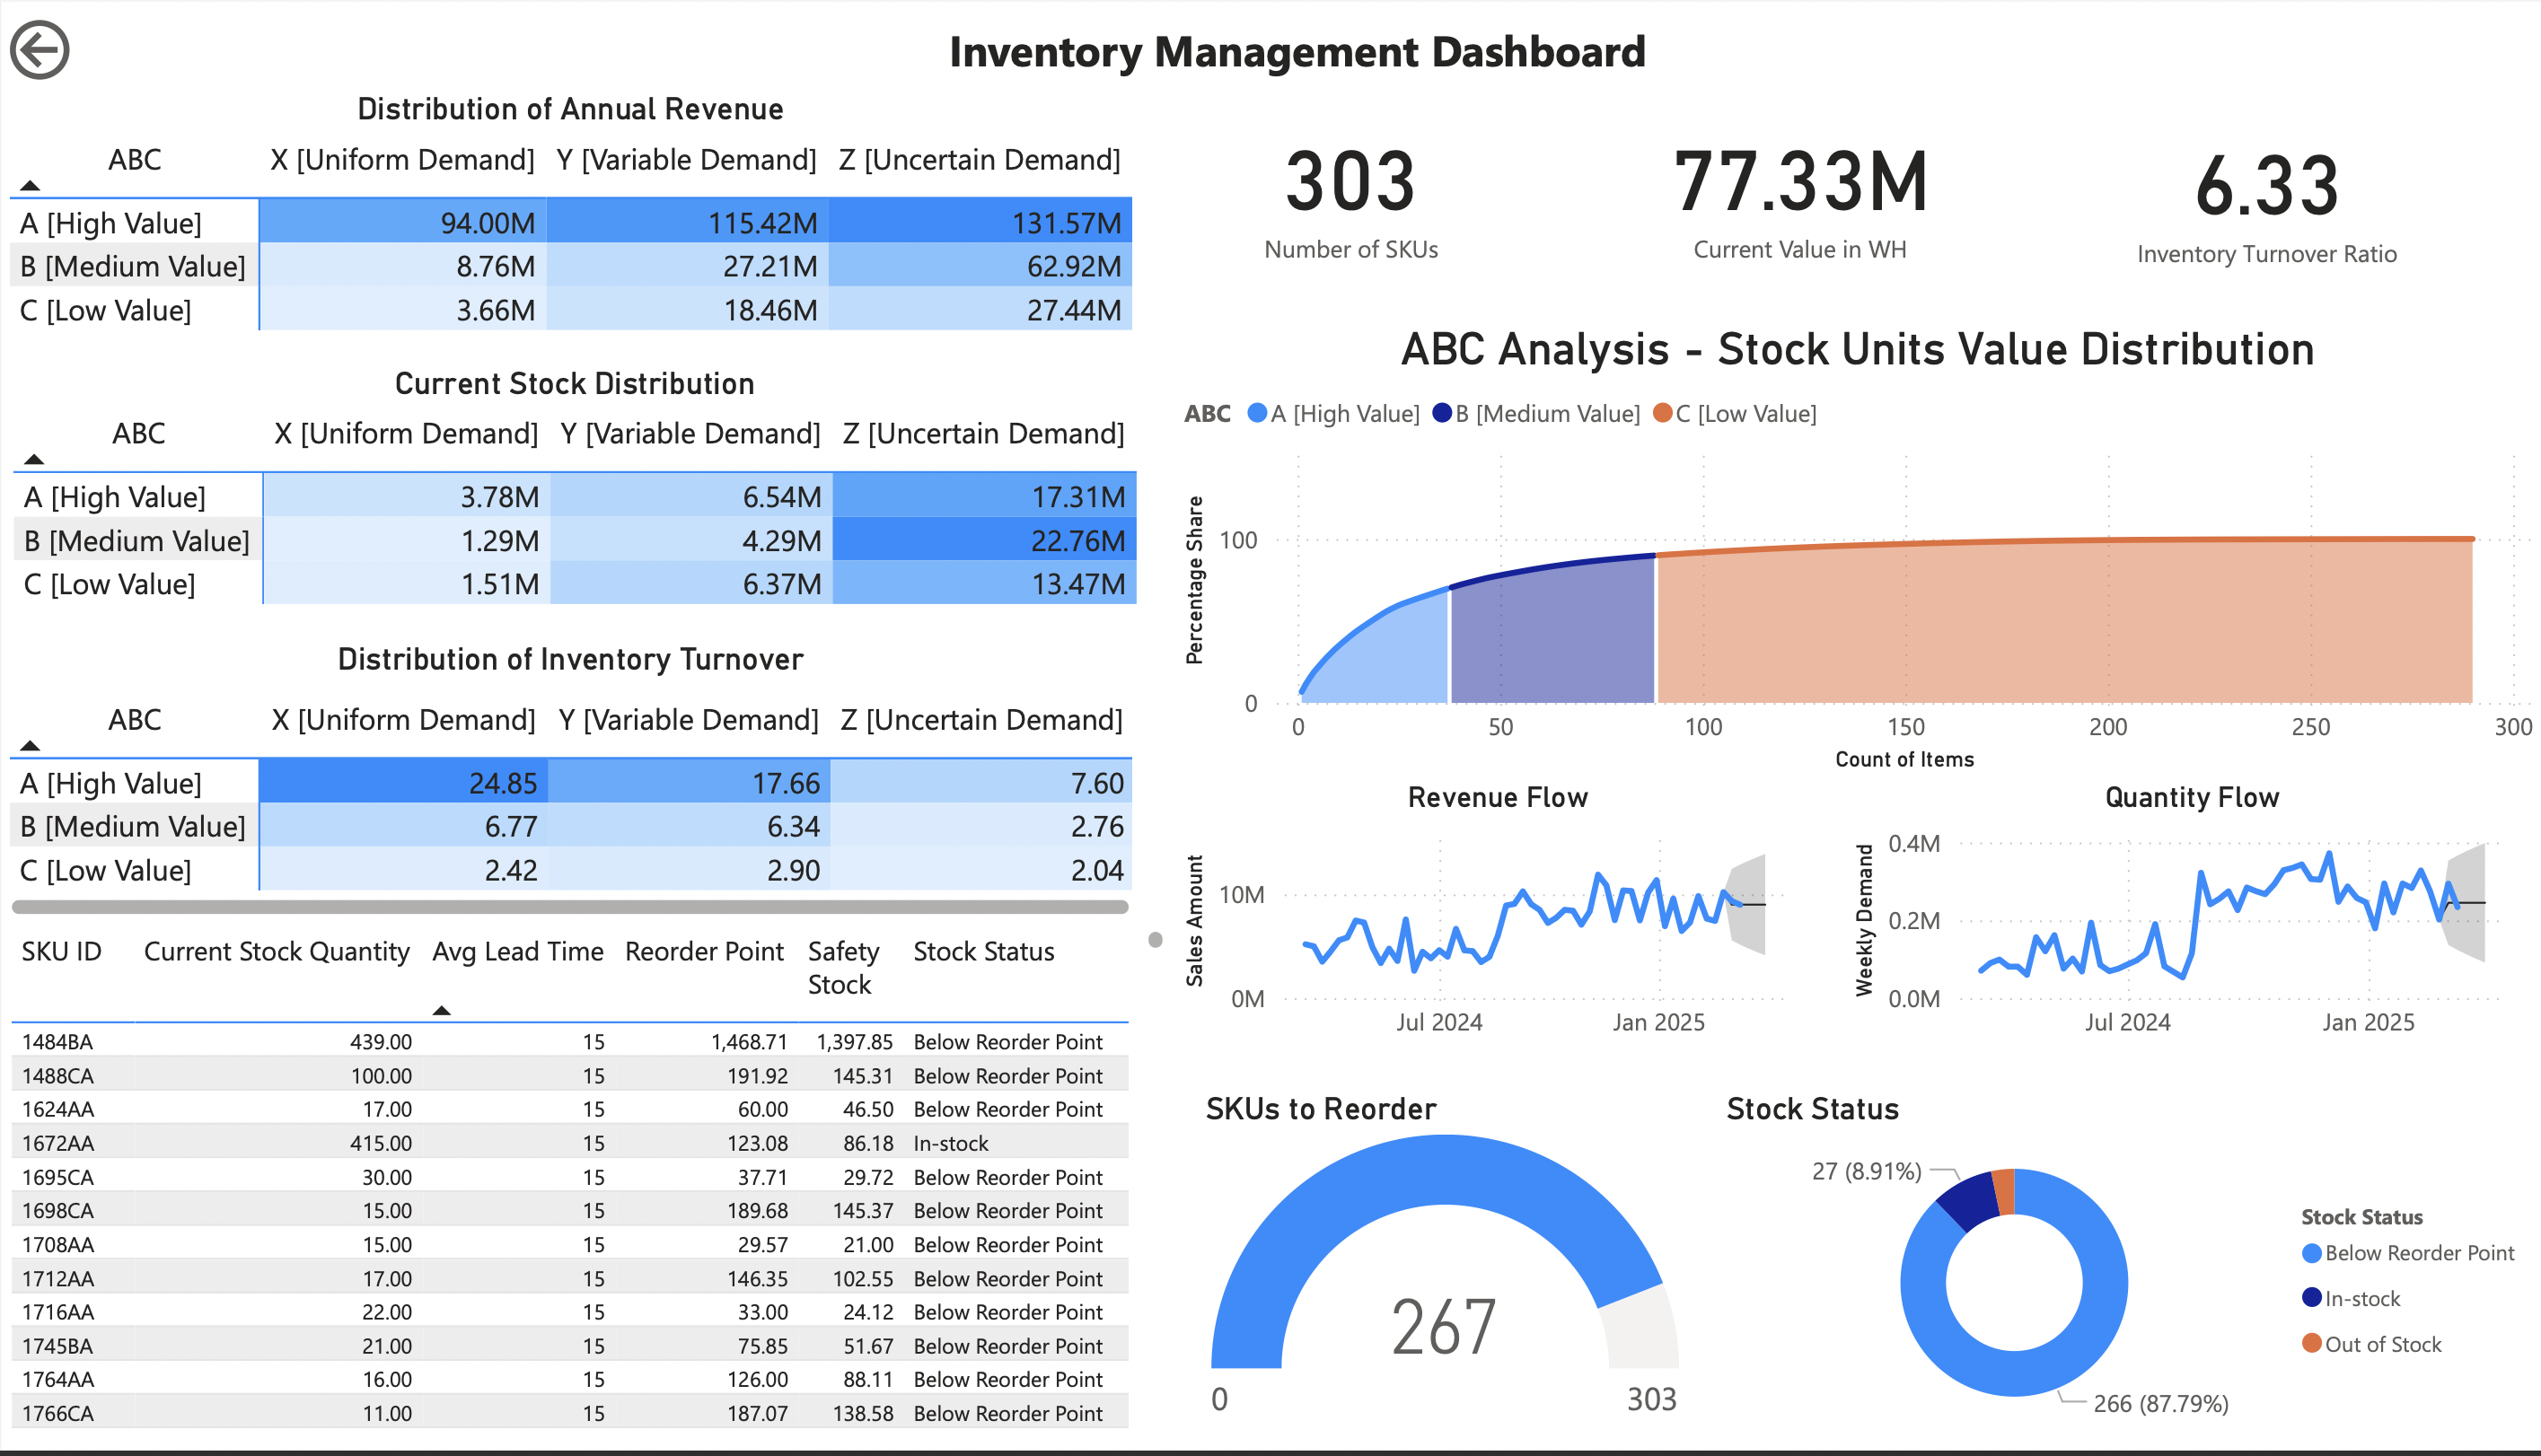 Inventory Management Dashboard
Distribution of Annual Revenue
ABC X [Uniform Demand] Y [Variable Demand] Z [Uncertain Demand]
A [High Value] 94.00M 115.42M 131.57M
B [Medium Value] 8.76M 27.21M 62.92M
C [Low Value] 3.66M 18.46M 27.44M
Current Stock Distribution
ABC X [Uniform Demand] Y [Variable Demand] Z [Uncertain Demand]
A [High Value] 3.78M 6.54M 17.31M
B [Medium Value] 1.29M 4.29M 22.76M
C [Low Value] 1.51M 6.37M 13.47M
Distribution of Inventory Turnover
ABC X [Uniform Demand] Y [Variable Demand] Z [Uncertain Demand]
A [High Value] 24.85 17.66 7.60
B [Medium Value] 6.77 6.34 2.76
C [Low Value] 2.42 2.90 2.04
SKU ID Current Stock Quantity Avg Lead Time Reorder Point Safety Stock Stock Status
1484BA 439.00 15 1,468.71 1,397.85 Below Reorder Point
1488CA 100.00 15 191.92 145.31 Below Reorder Point
1624AA 17.00 15 60.00 46.50 Below Reorder Point
1672AA 415.00 15 123.08 86.18 In-stock
1695CA 30.00 15 37.71 29.72 Below Reorder Point
1698CA 15.00 15 189.68 145.37 Below Reorder Point
1708AA 15.00 15 29.57 21.00 Below Reorder Point
1712AA 17.00 15 146.35 102.55 Below Reorder Point
1716AA 22.00 15 33.00 24.12 Below Reorder Point
1745BA 21.00 15 75.85 51.67 Below Reorder Point
1764AA 16.00 15 126.00 88.11 Below Reorder Point
1766CA 11.00 15 187.07 138.58 Below Reorder Point
303 77.33M 6.33
Number of SKUs Current Value in WH Inventory Turnover Ratio
ABC Analysis - Stock Units Value Distribution
ABC A [High Value] B [Medium Value] C [Low Value]
Percentage Share
100
0
0 50 100 150 200 250 300
Count of Items
Revenue Flow
Sales Amount
10M
0M
Jul 2024 Jan 2025
Quantity Flow
Weekly Demand
0.4M
0.2M
0.0M
Jul 2024 Jan 2025
SKUs to Reorder
267
0 303
Stock Status
27 (8.91%)
266 (87.79%)
Stock Status
Below Reorder Point
In-stock
Out of Stock